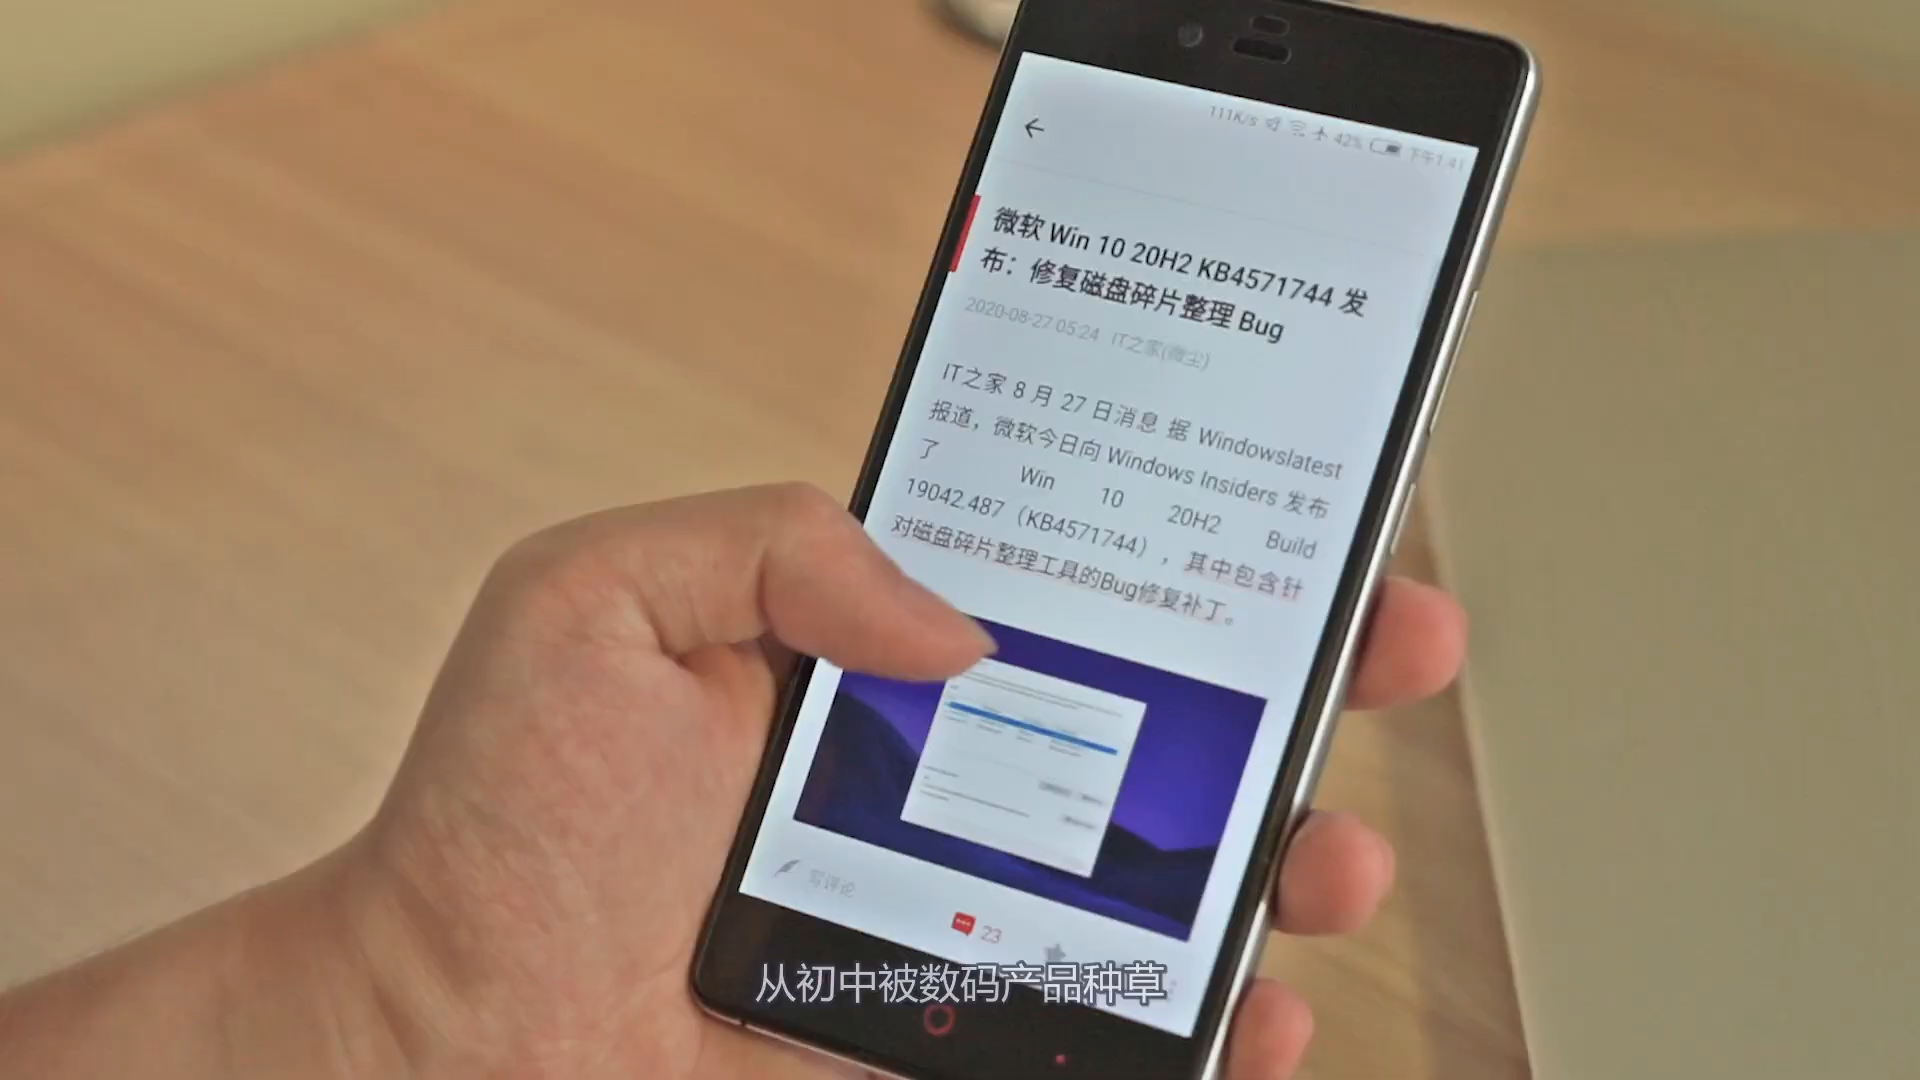 111K/s 42% 下午1:41
微软 Win 10 20H2 KB4571744 发
布：修复磁盘碎片整理 Bug
2020-08-27 05:24 IT之家(微尘)
IT之家 8 月 27 日消息 据 Windowslatest
报道，微软今日向 Windows Insiders 发布
了 Win 10 20H2 Build
19042.487（KB4571744），其中包含针
对磁盘碎片整理工具的Bug修复补丁。
写评论
23
从初中被数码产品种草